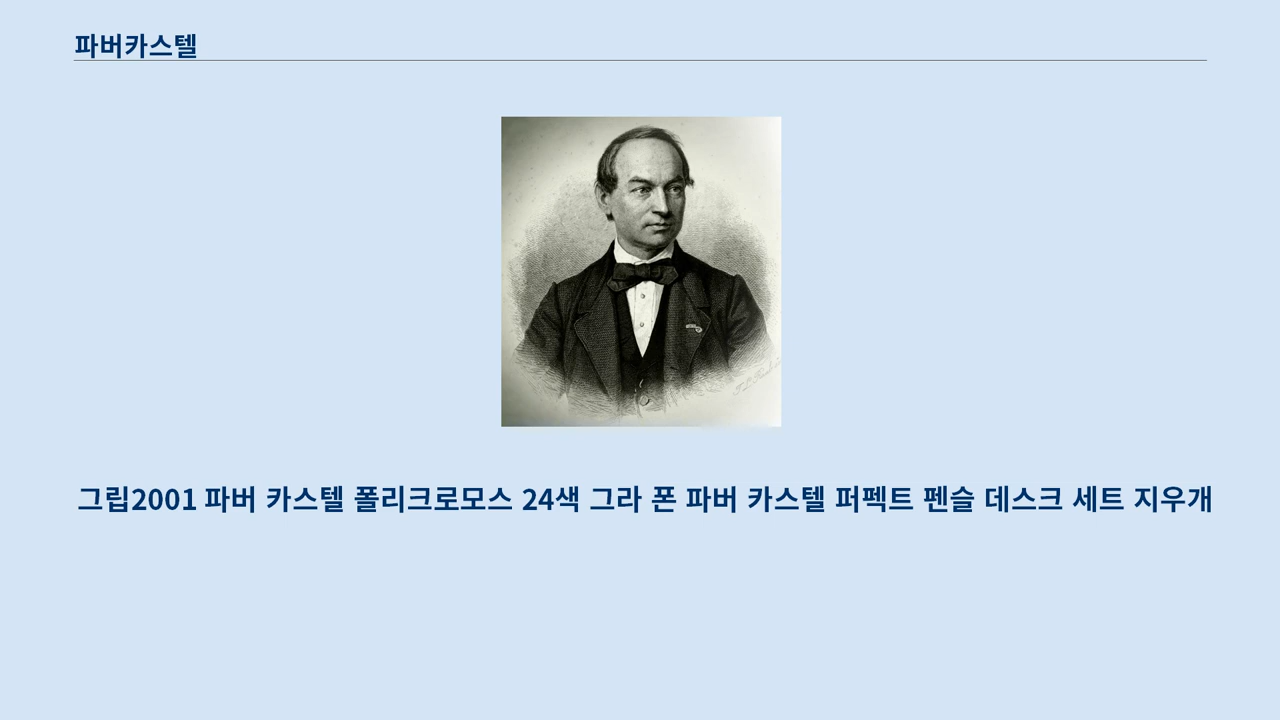 파버카스텔
그립2001 파버 카스텔 폴리크로모스 24색 그라 폰 파버 카스텔 퍼펙트 펜슬 데스크 세트 지우개